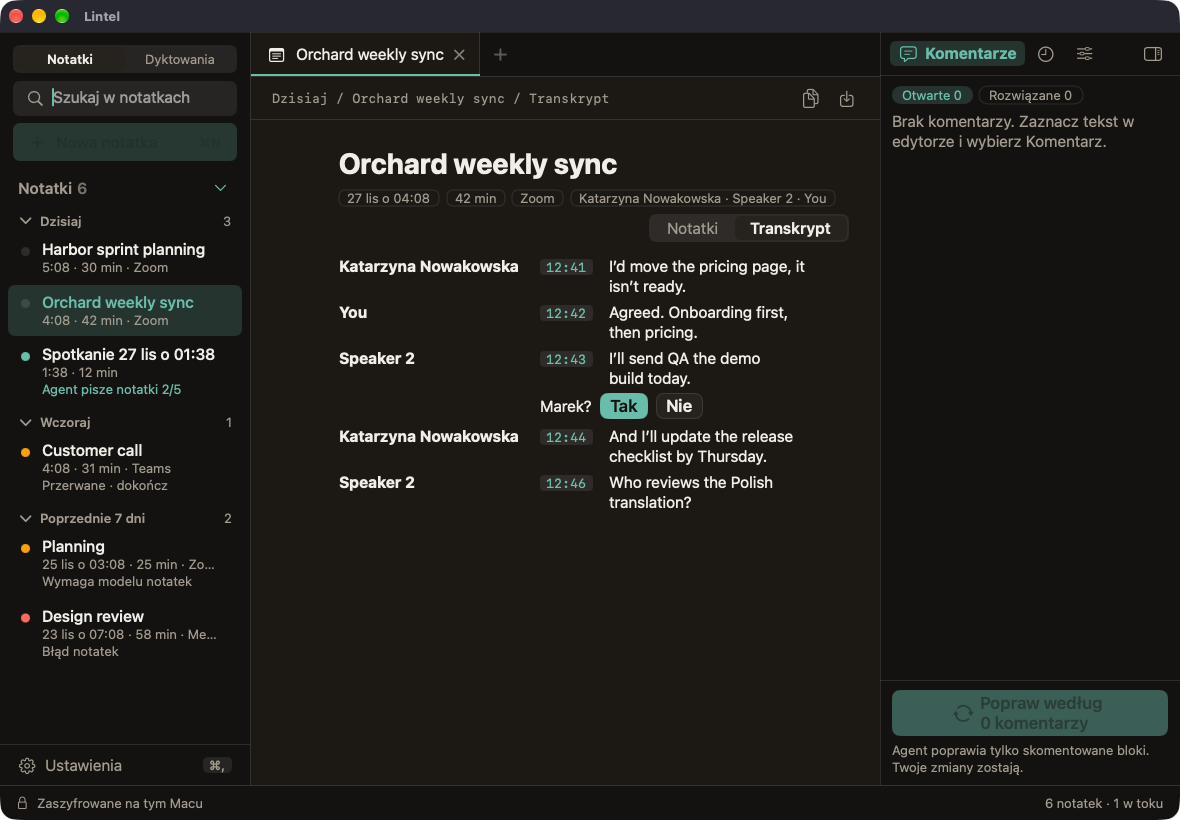 Lintel
Notatki
Dyktowania
Szukaj w notatkach
+ Nowa notatka ⌘N
Notatki 6
Dzisiaj 3
Harbor sprint planning
5:08 · 30 min · Zoom
Orchard weekly sync
4:08 · 42 min · Zoom
Spotkanie 27 lis o 01:38
1:38 · 12 min
Agent pisze notatki 2/5
Wczoraj 1
Customer call
4:08 · 31 min · Teams
Przerwane · dokończ
Poprzednie 7 dni 2
Planning
25 lis o 03:08 · 25 min · Zo...
Wymaga modelu notatek
Design review
23 lis o 07:08 · 58 min · Me...
Błąd notatek
Ustawienia ⌘,
Orchard weekly sync
Dzisiaj / Orchard weekly sync / Transkrypt
Orchard weekly sync
27 lis o 04:08 42 min Zoom Katarzyna Nowakowska · Speaker 2 · You
Notatki Transkrypt
Katarzyna Nowakowska 12:41 I’d move the pricing page, it
isn’t ready.
You 12:42 Agreed. Onboarding first,
then pricing.
Speaker 2 12:43 I’ll send QA the demo
build today.
Marek? Tak Nie
Katarzyna Nowakowska 12:44 And I’ll update the release
checklist by Thursday.
Speaker 2 12:46 Who reviews the Polish
translation?
Komentarze
Otwarte 0 Rozwiązane 0
Brak komentarzy. Zaznacz tekst w
edytorze i wybierz Komentarz.
Popraw według
0 komentarzy
Agent poprawia tylko skomentowane bloki.
Twoje zmiany zostają.
Zaszyfrowane na tym Macu
6 notatek · 1 w toku